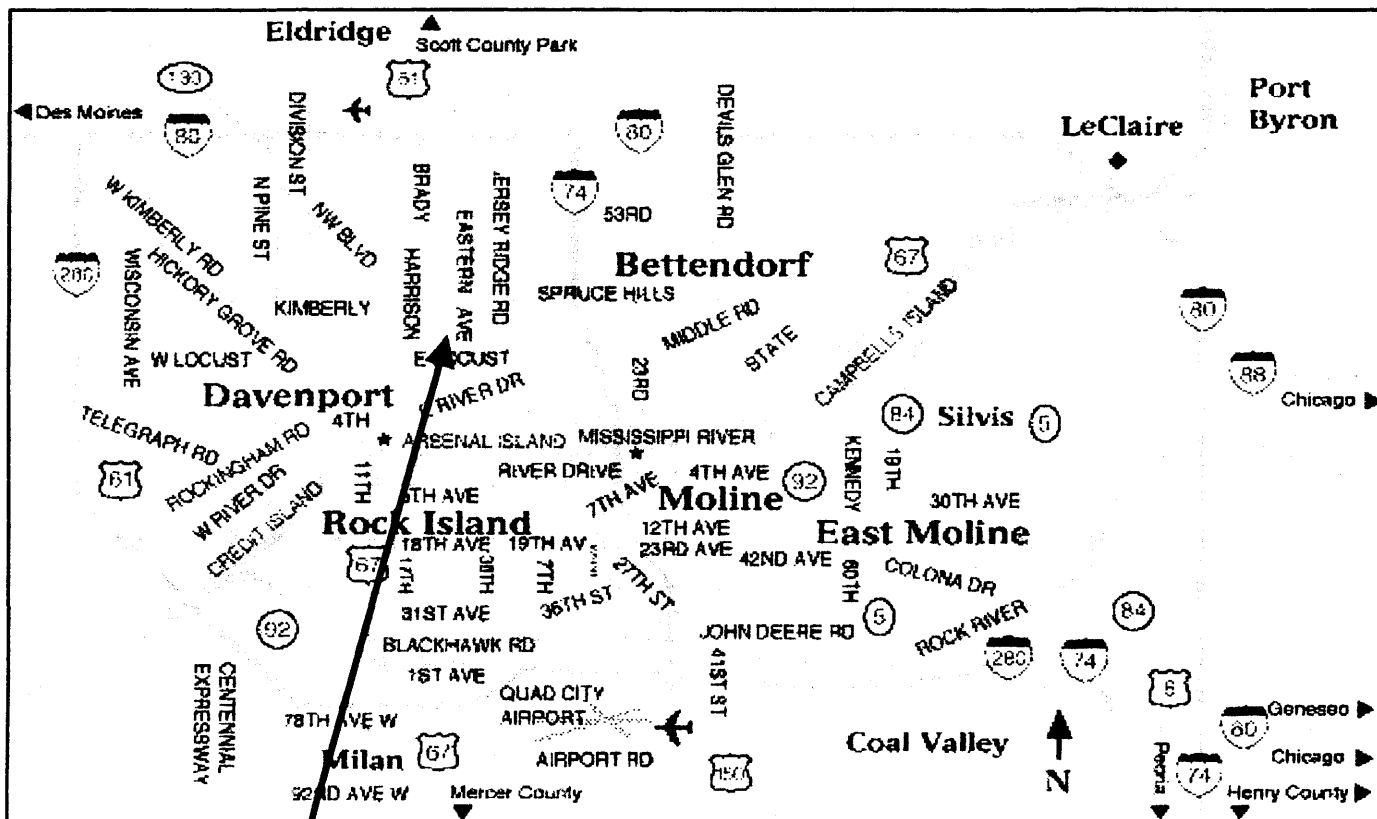 Eldridge
Scott County Park
130
61
Des Moines
80
DIVISION ST
80
DEVILS GLEN RD
Port
Byron
LeClaire
W KIMBERLY RD
N PINE ST
NW BLVD
BRADY
EASTERN AVE
JERSEY RIDGE RD
74
53RD
280
WISCONSIN AVE
HICKORY GROVE RD
HARRISON
Bettendorf
67
KIMBERLY
SPRUCE HILLS
MIDDLE RD
STATE
CAMPBELLS ISLAND
80
W LOCUST
E LOCUST
23RD
88
Chicago
Davenport
RIVER DR
4TH
TELEGRAPH RD
ROCKINGHAM RD
ARSENAL ISLAND
MISSISSIPPI RIVER
84
Silvis
5
61
W RIVER DR
11TH
RIVER DRIVE
7TH AVE
4TH AVE
92
KENNEDY
19TH
CREDIT ISLAND
5TH AVE
Moline
30TH AVE
Rock Island
12TH AVE
East Moline
18TH AVE
19TH AV
23RD AVE
42ND AVE
67
17TH
38TH
7TH
27TH ST
60TH
COLONA DR
31ST AVE
36TH ST
92
BLACKHAWK RD
JOHN DEERE RD
5
ROCK RIVER
84
1ST AVE
41ST ST
280
74
6
CENTENNIAL
EXPRESSWAY
78TH AVE W
QUAD CITY
AIRPORT
Geneseo
Milan
67
AIRPORT RD
150
Coal Valley
N
Peoria
80
Chicago
92ND AVE W
Mercer County
74
Henry County